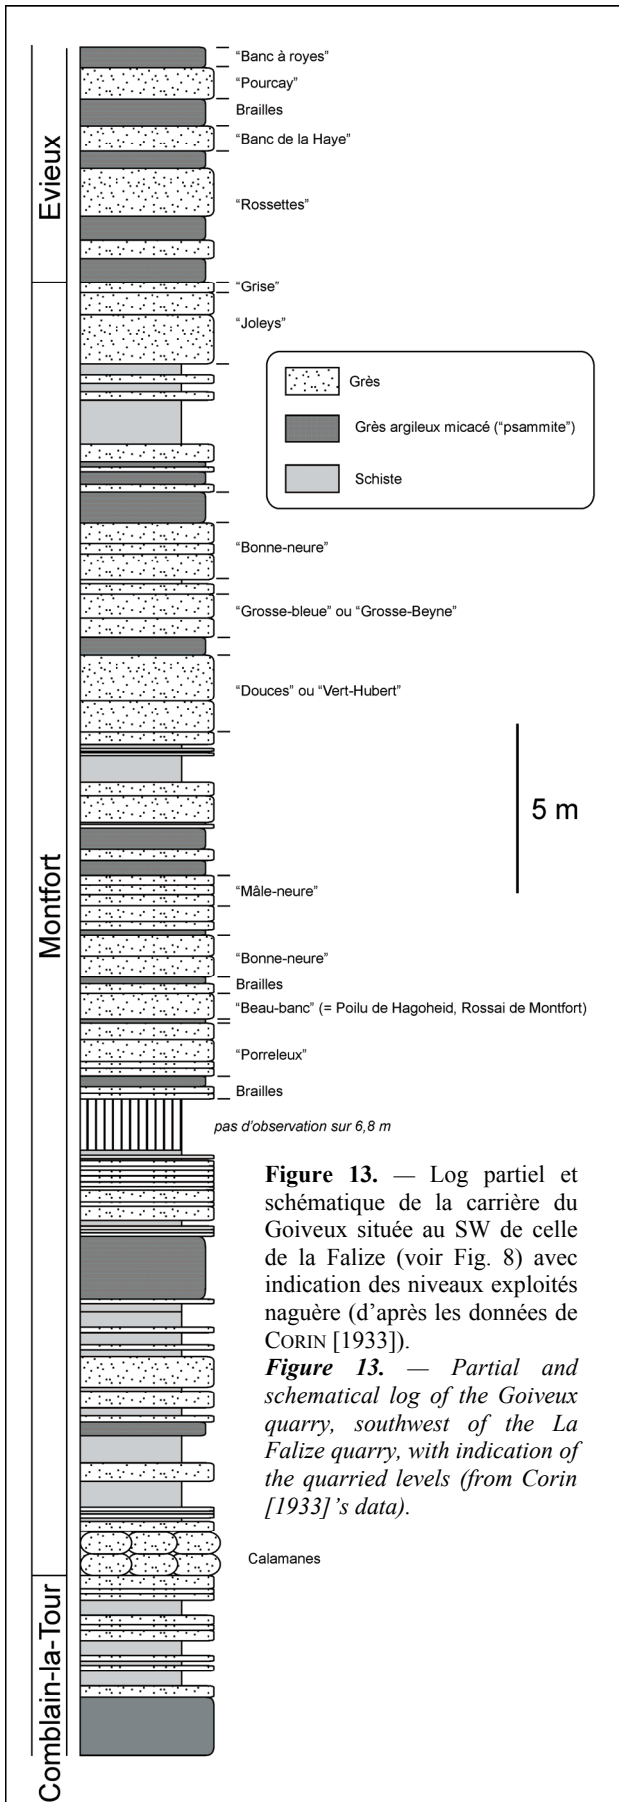 Evieux
Montfort
Comblain-la-Tour
“Banc à royes”
“Pourcay”
Brailles
“Banc de la Haye”
“Rossettes”
“Grise”
“Joleys”
Grès
Grès argileux micacé (“psammite”)
Schiste
“Bonne-neure”
“Grosse-bleue” ou “Grosse-Beyne”
“Douces” ou “Vert-Hubert”
5 m
“Mâle-neure”
“Bonne-neure”
Brailles
“Beau-banc” (= Poilu de Hagoheid, Rossai de Montfort)
“Porreleux”
Brailles
pas d’observation sur 6,8 m
Figure 13. — Log partiel et
schématique de la carrière du
Goiveux située au SW de celle
de la Falize (voir Fig. 8) avec
indication des niveaux exploités
naguère (d’après les données de
CORIN [1933]).
Figure 13. — Partial and
schematical log of the Goiveux
quarry, southwest of the La
Falize quarry, with indication of
the quarried levels (from Corin
[1933]’s data).
Calamanes